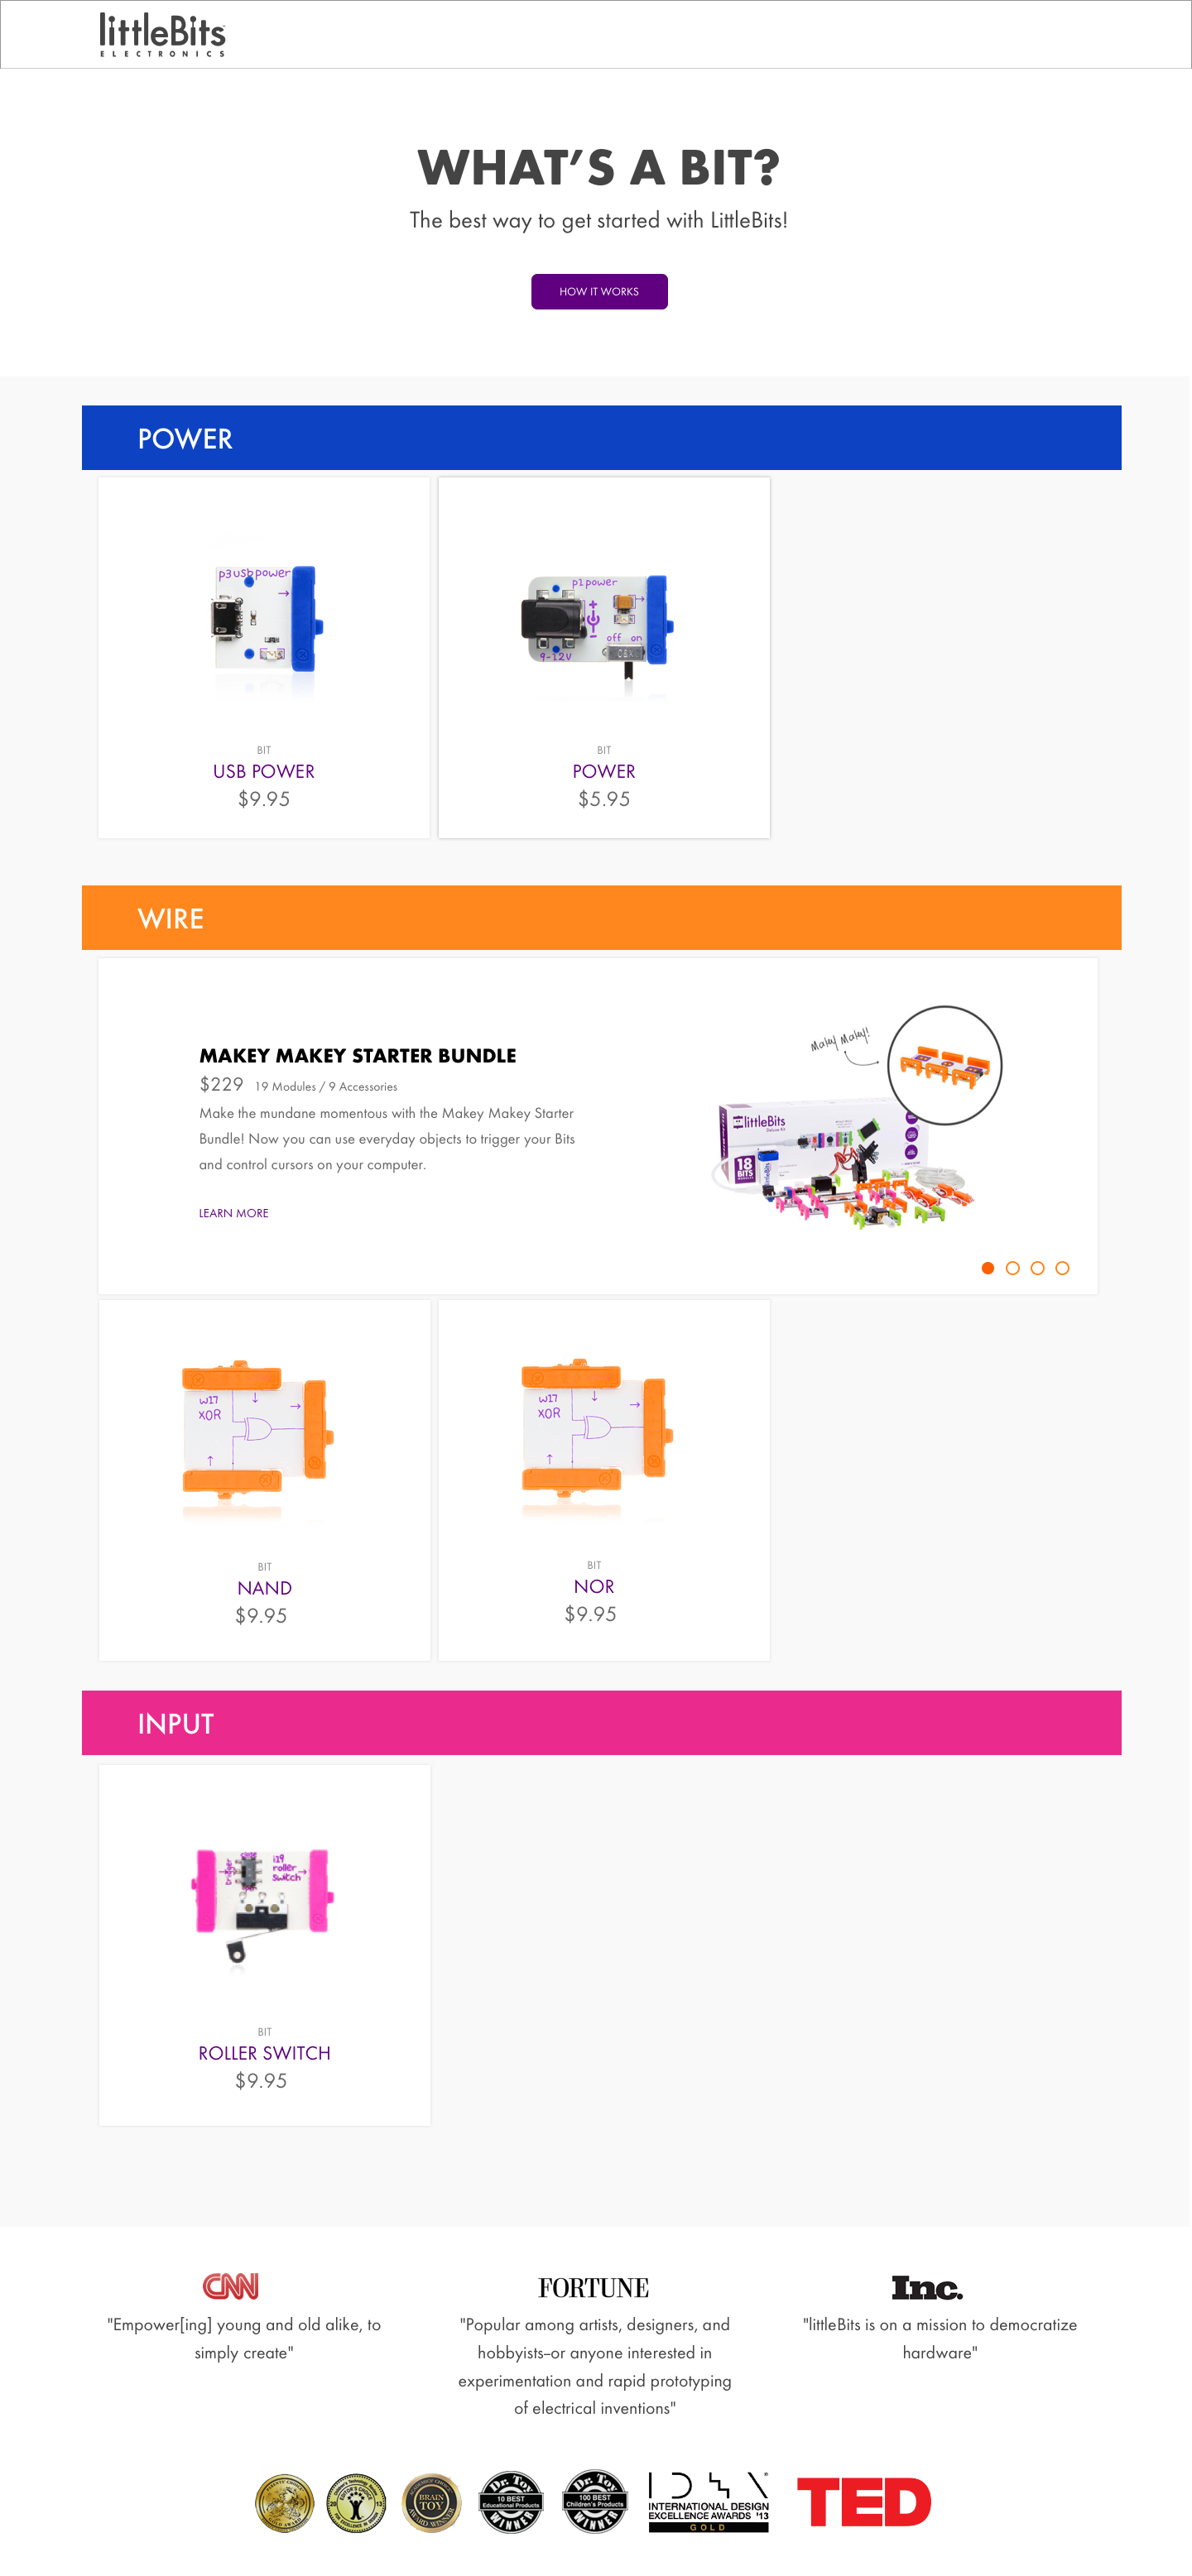 littleBits
ELECTRONICS
WHAT'S A BIT?
The best way to get started with LittleBits!
HOW IT WORKS
POWER
p3 usb power
p1 power
off on
9-12V
BIT
USB POWER
$9.95
BIT
POWER
$5.95
WIRE
Makey Makey!
MAKEY MAKEY STARTER BUNDLE
$229 19 Modules / 9 Accessories
Make the mundane momentous with the Makey Makey Starter
Bundle! Now you can use everyday objects to trigger your Bits
and control cursors on your computer.
LEARN MORE
littleBits
Deluxe Kit
18
BITS
w17
XOR
w17
XOR
BIT
NAND
$9.95
BIT
NOR
$9.95
INPUT
i19
roller
switch
BIT
ROLLER SWITCH
$9.95
CNN
"Empower[ing] young and old alike, to
simply create"
FORTUNE
"Popular among artists, designers, and
hobbyists–or anyone interested in
experimentation and rapid prototyping
of electrical inventions"
Inc.
"littleBits is on a mission to democratize
hardware"
BRAIN
TOY
Dr. Toy
10 BEST
Educational Products
WINNER
Dr. Toy
100 BEST
Children's Products
WINNER
INTERNATIONAL DESIGN
EXCELLENCE AWARDS '13
GOLD
TED